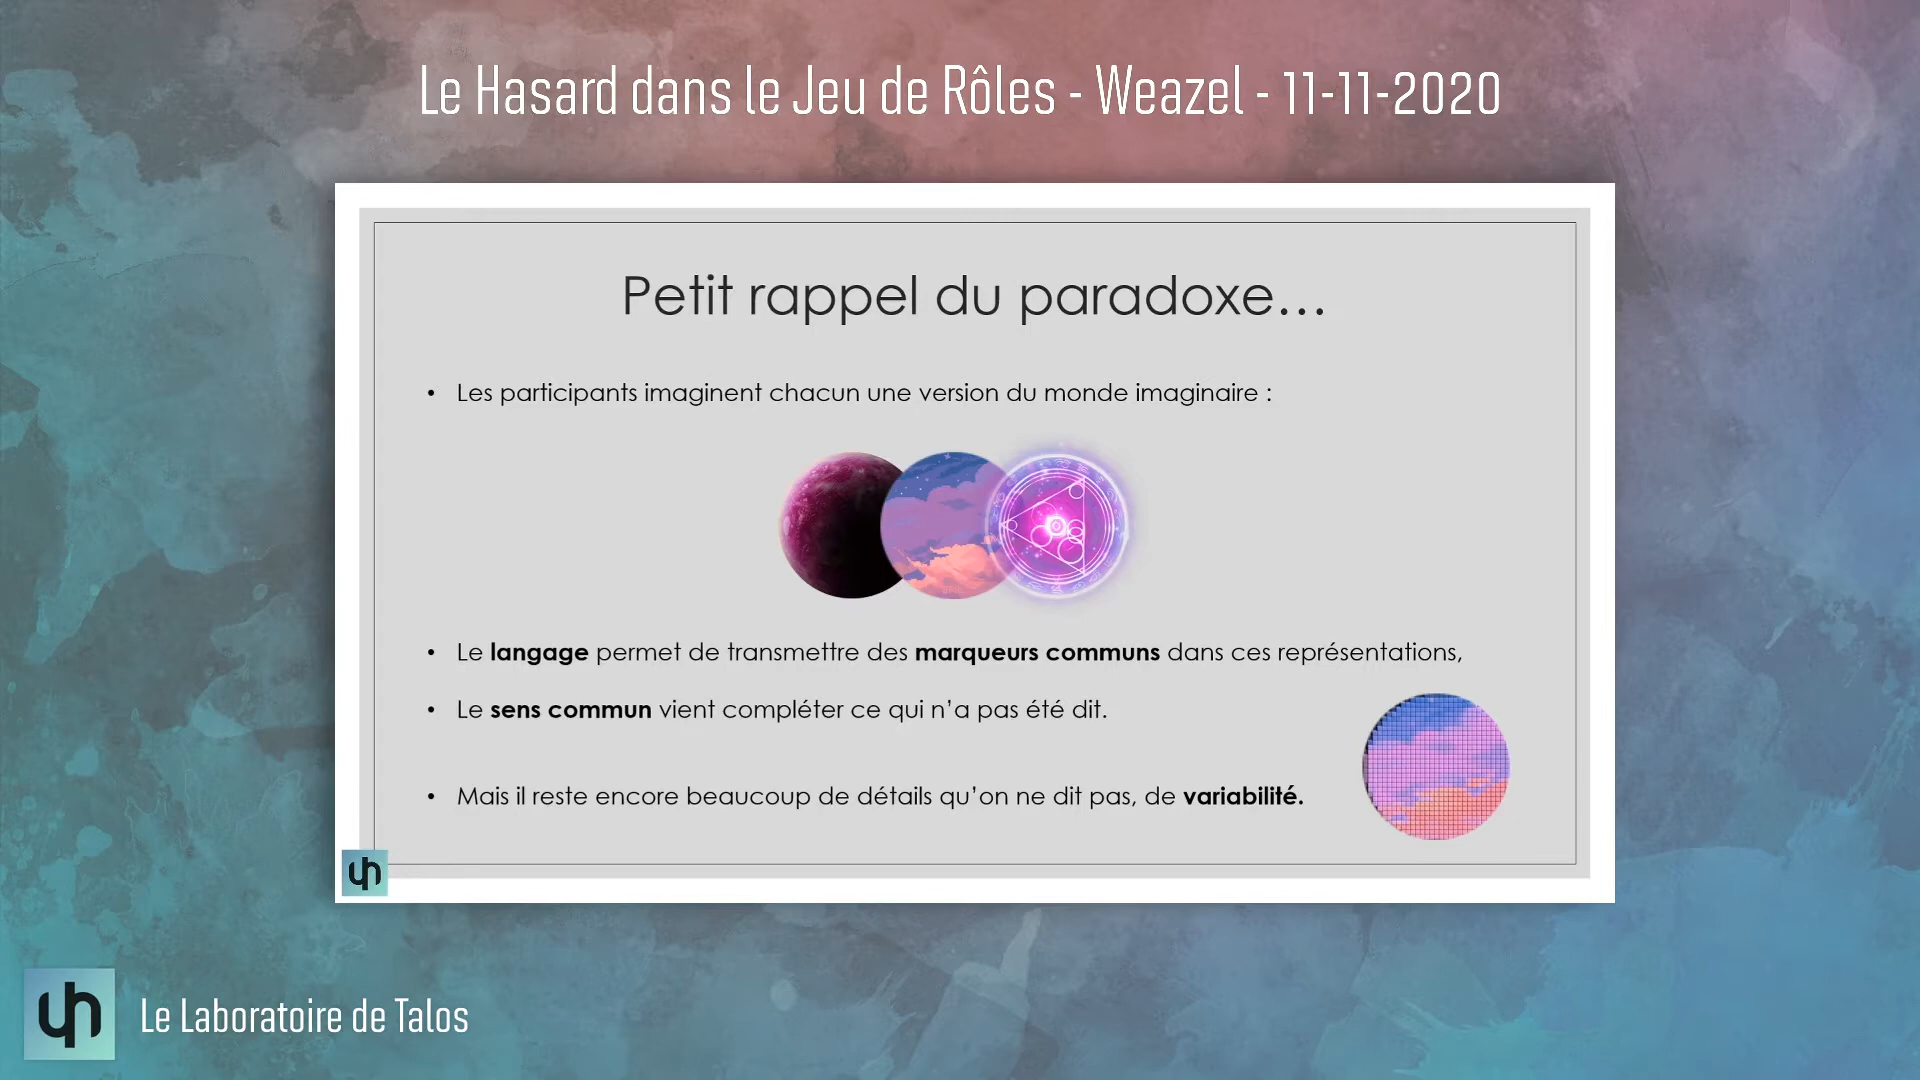 Le Hasard dans le Jeu de Rôles - Weazel - 11-11-2020
Petit rappel du paradoxe...
• Les participants imaginent chacun une version du monde imaginaire :
• Le langage permet de transmettre des marqueurs communs dans ces représentations,
• Le sens commun vient compléter ce qui n'a pas été dit.
• Mais il reste encore beaucoup de détails qu'on ne dit pas, de variabilité.
Le Laboratoire de Talos